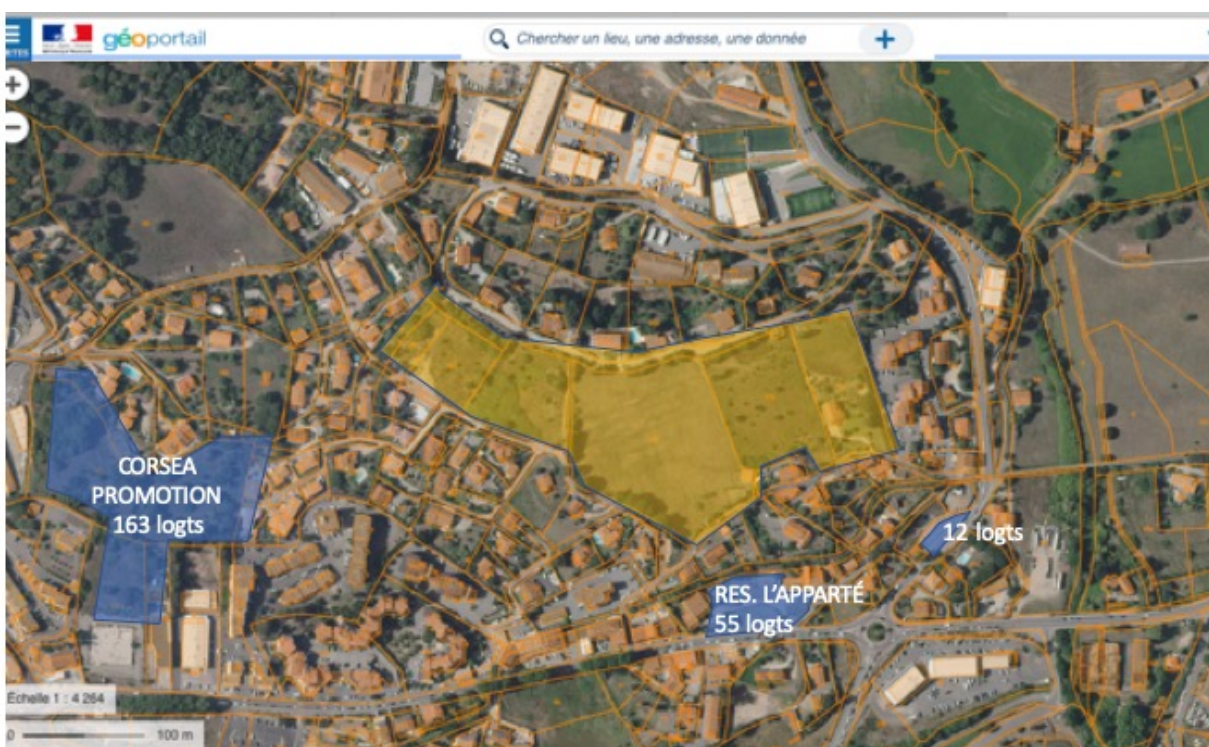 géoportail
Chercher un lieu, une adresse, une donnée
CORSEA
PROMOTION
163 logts
12 logts
RES. L'APPARTÉ
55 logts
Échelle 1 : 4 264
0 100 m